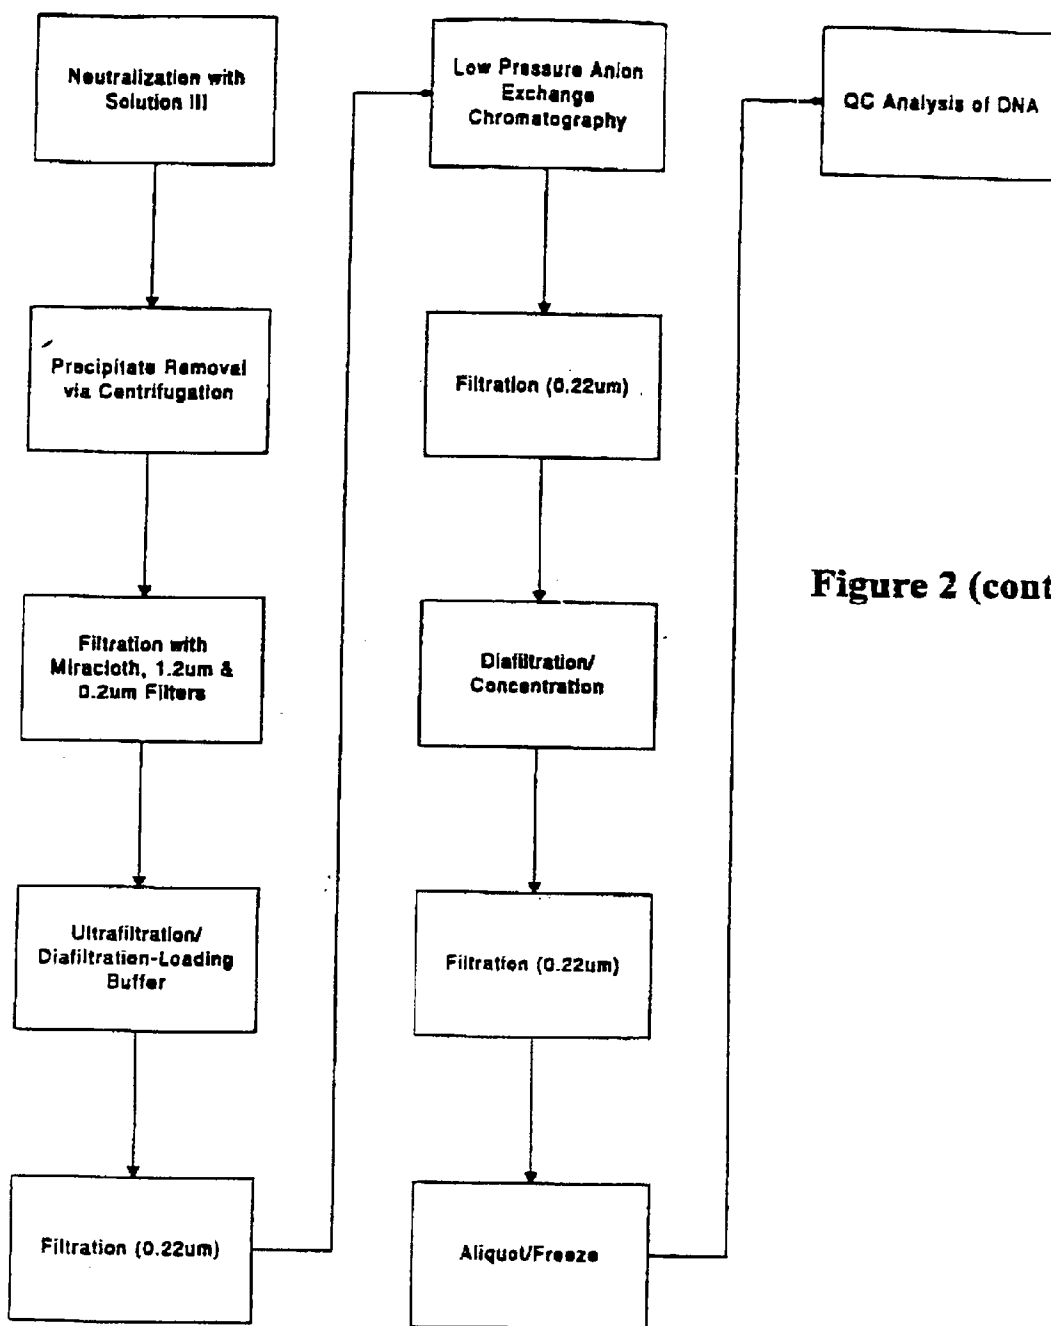 Neutralization with
Solution III
Precipitate Removal
via Centrifugation
Filtration with
Miracloth, 1.2um &
0.2um Filters
Ultrafiltration/
Diafiltration-Loading
Buffer
Filtration (0.22um)
Low Pressure Anion
Exchange
Chromatography
Filtration (0.22um)
Diafiltration/
Concentration
Filtration (0.22um)
Aliquot/Freeze
QC Analysis of DNA
Figure 2 (cont